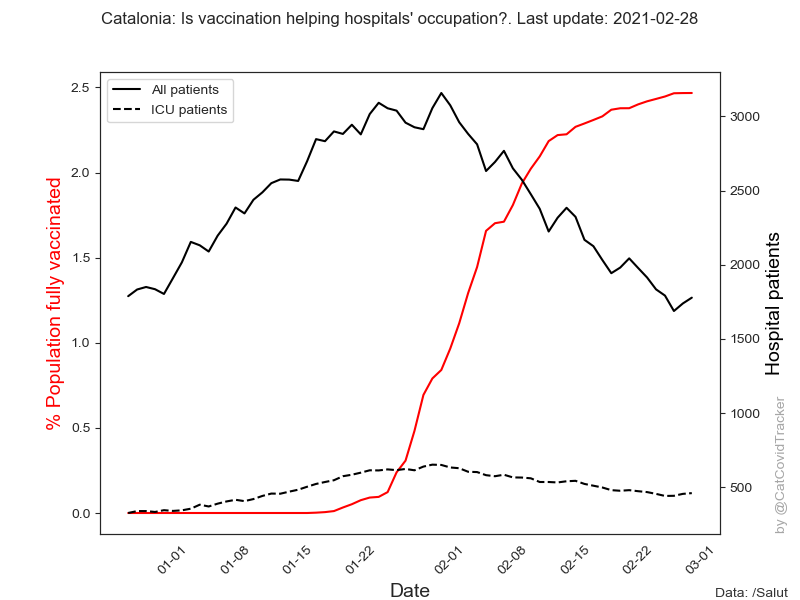 Catalonia: Is vaccination helping hospitals' occupation?. Last update: 2021-02-28
All patients
ICU patients
% Population fully vaccinated
2.5
2.0
1.5
1.0
0.5
0.0
3000
2500
2000
1500
1000
500
Hospital patients
by @CatCovidTracker
01-01
01-08
01-15
01-22
02-01
02-08
02-15
02-22
03-01
Date
Data: /Salut